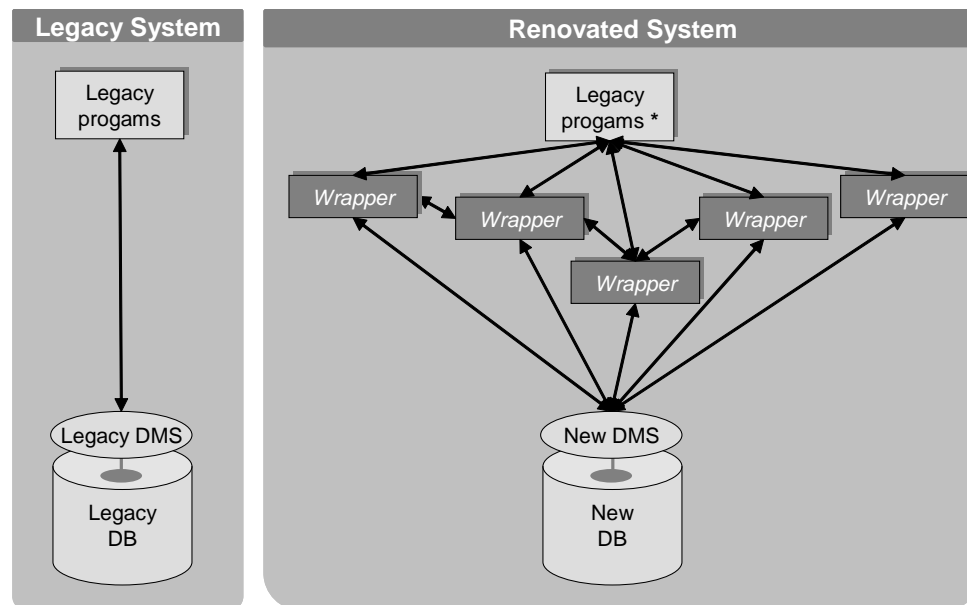 Legacy System
Legacy
progams
Legacy DMS
Legacy
DB
Renovated System
Legacy
progams *
Wrapper
Wrapper
Wrapper
Wrapper
Wrapper
New DMS
New
DB